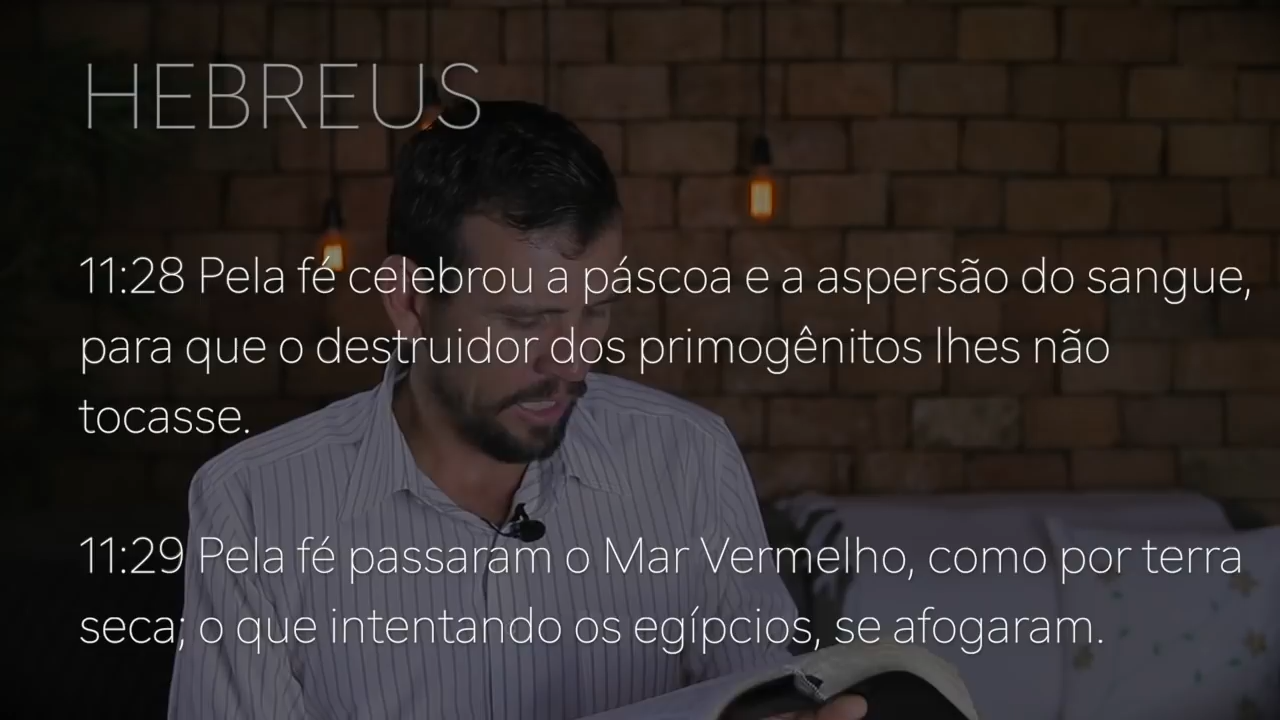 HEBREUS
11:28 Pela fé celebrou a páscoa e a aspersão do sangue,
para que o destruidor dos primogênitos lhes não
tocasse.
11:29 Pela fé passaram o Mar Vermelho, como por terra
seca; o que intentando os egípcios, se afogaram.